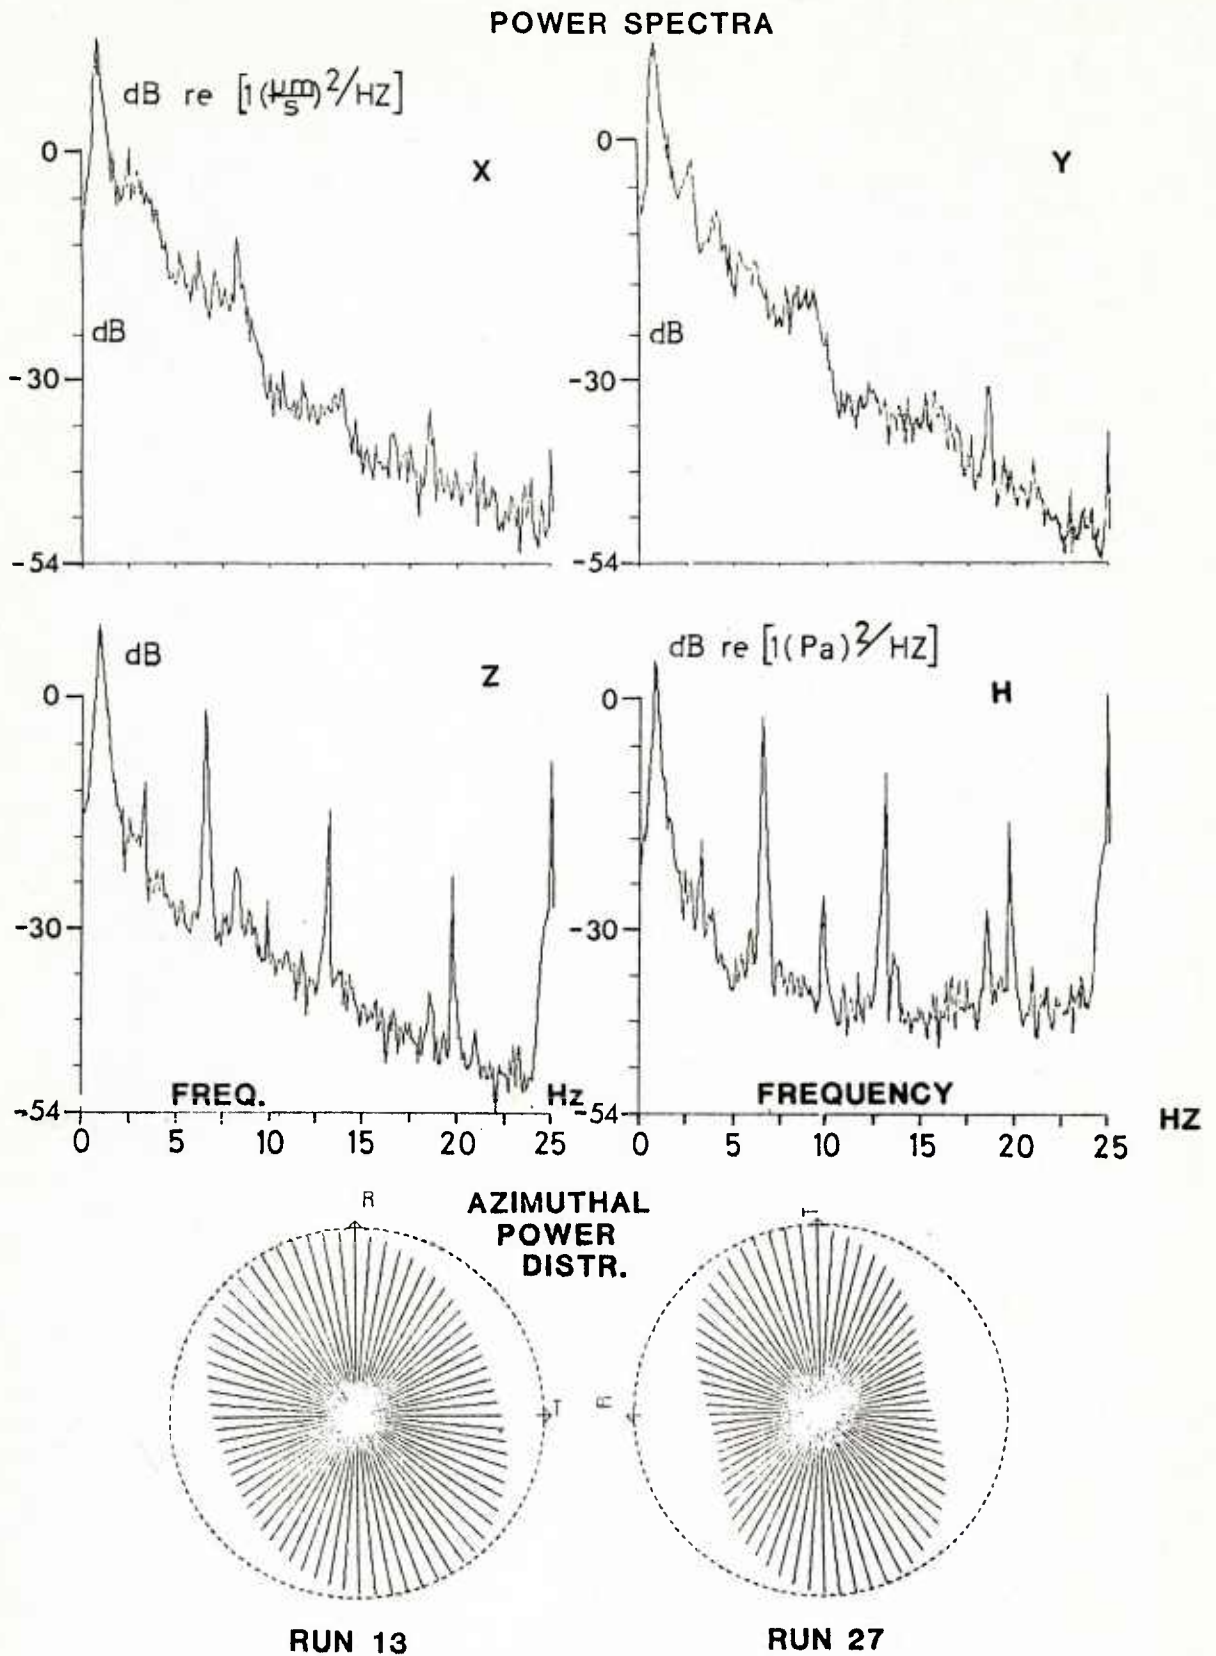 POWER SPECTRA
dB re [1(μm/s)2/HZ]
0
X
dB
-30
-54
0
Y
dB
-30
-54
dB
0
Z
-30
-54
FREQ.
Hz
0 5 10 15 20 25
dB re [1(Pa)2/HZ]
0
H
-30
-54
FREQUENCY
HZ
0 5 10 15 20 25
AZIMUTHAL
POWER
DISTR.
R
T
T
R
RUN 13
RUN 27